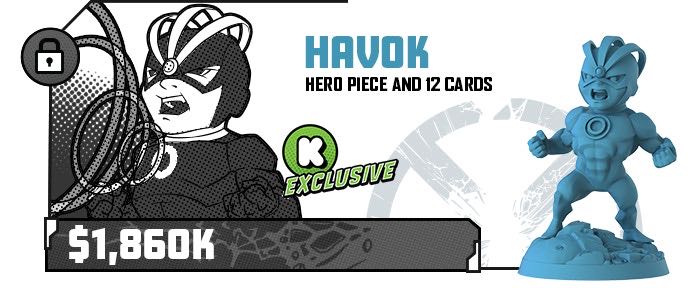 HAVOK
HERO PIECE AND 12 CARDS
K
EXCLUSIVE
$1,860K